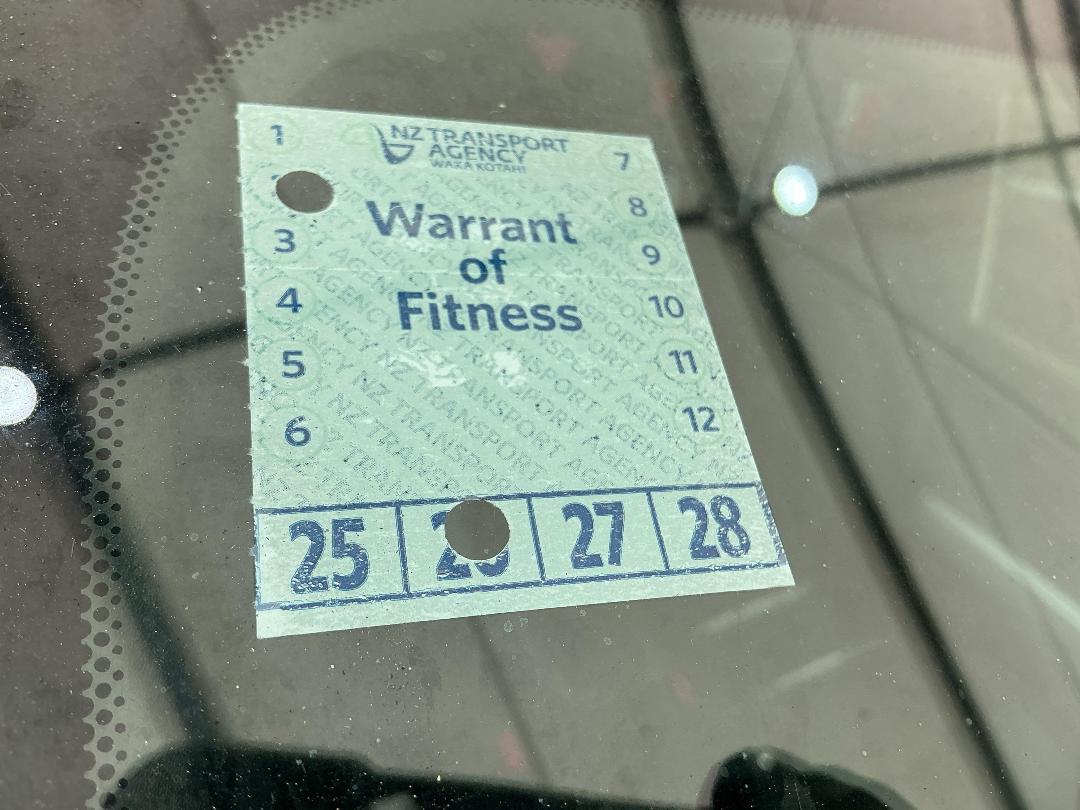 NZ TRANSPORT
AGENCY
WAKA KOTAHI
Warrant
of
Fitness
1
3
4
5
6
7
8
9
10
11
12
25
27
28